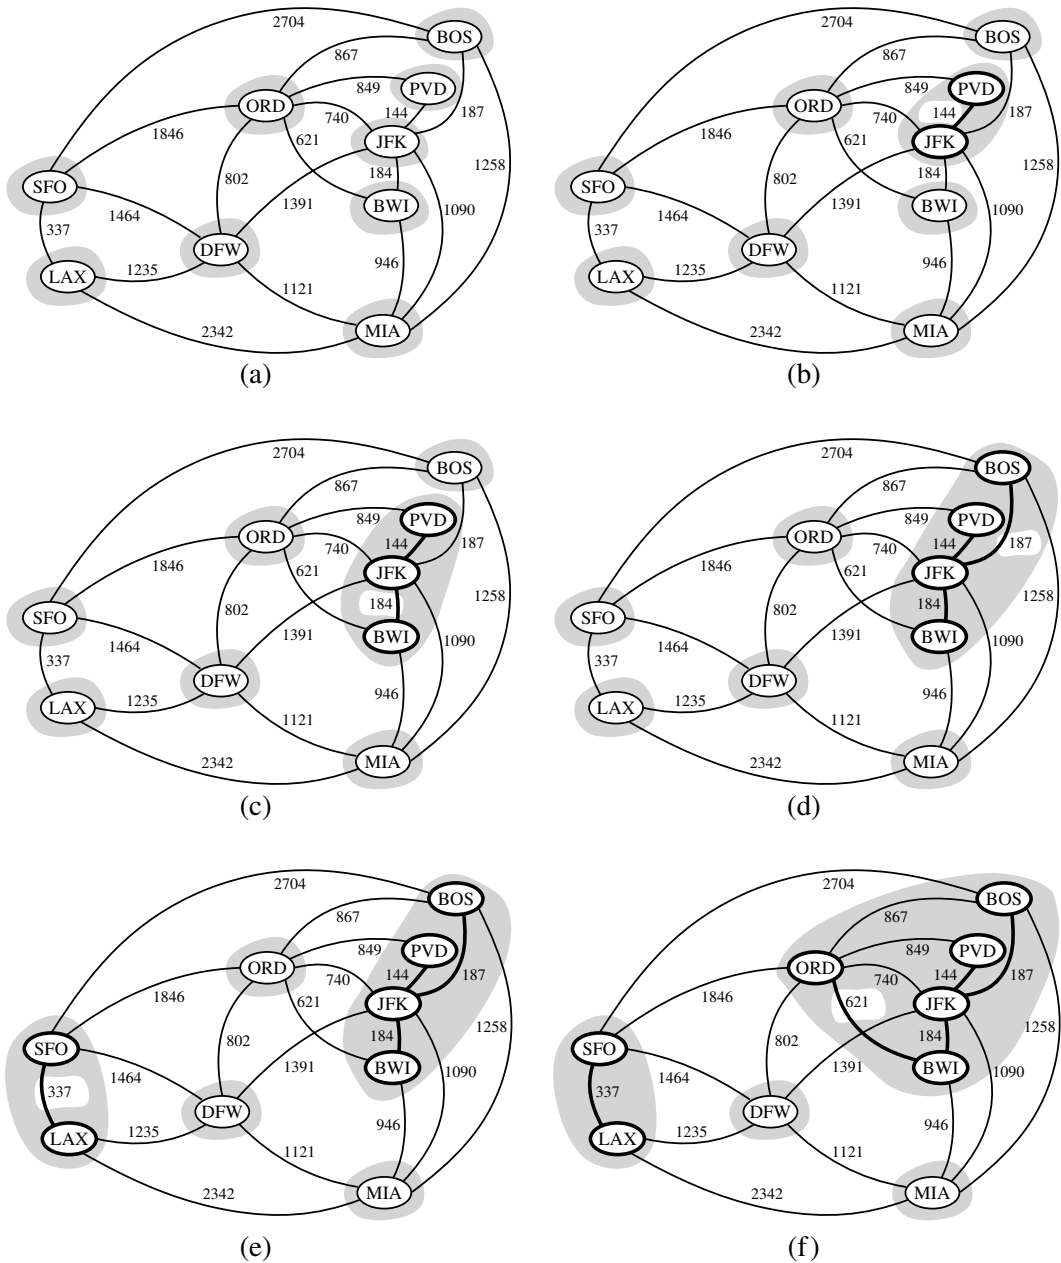 2704
BOS
867
PVD
849
ORD
144
187
740
JFK
1846
621
184
1258
SFO
802
BWI
1391
1090
1464
337
DFW
LAX
1235
946
1121
MIA
2342
(a)
2704
BOS
867
PVD
849
ORD
144
187
740
JFK
1846
621
184
1258
SFO
802
BWI
1391
1090
1464
337
DFW
LAX
1235
946
1121
MIA
2342
(b)
2704
BOS
867
PVD
849
ORD
144
187
740
JFK
1846
621
184
1258
SFO
802
BWI
1391
1090
1464
337
DFW
LAX
1235
946
1121
MIA
2342
(c)
2704
BOS
867
PVD
849
ORD
144
187
740
JFK
1846
621
184
1258
SFO
802
BWI
1391
1090
1464
337
DFW
LAX
1235
946
1121
MIA
2342
(d)
2704
BOS
867
PVD
849
ORD
144
187
740
JFK
1846
621
184
1258
SFO
802
BWI
1391
1090
1464
337
DFW
LAX
1235
946
1121
MIA
2342
(e)
2704
BOS
867
PVD
849
ORD
144
187
740
JFK
1846
621
184
1258
SFO
802
BWI
1391
1090
1464
337
DFW
LAX
1235
946
1121
MIA
2342
(f)